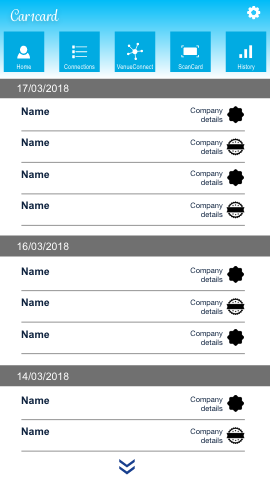 Car1card
Home Connections VenueConnect ScanCard History
17/03/2018
Name Company details
Name Company details
Name Company details
Name Company details
16/03/2018
Name Company details
Name Company details
Name Company details
14/03/2018
Name Company details
Name Company details